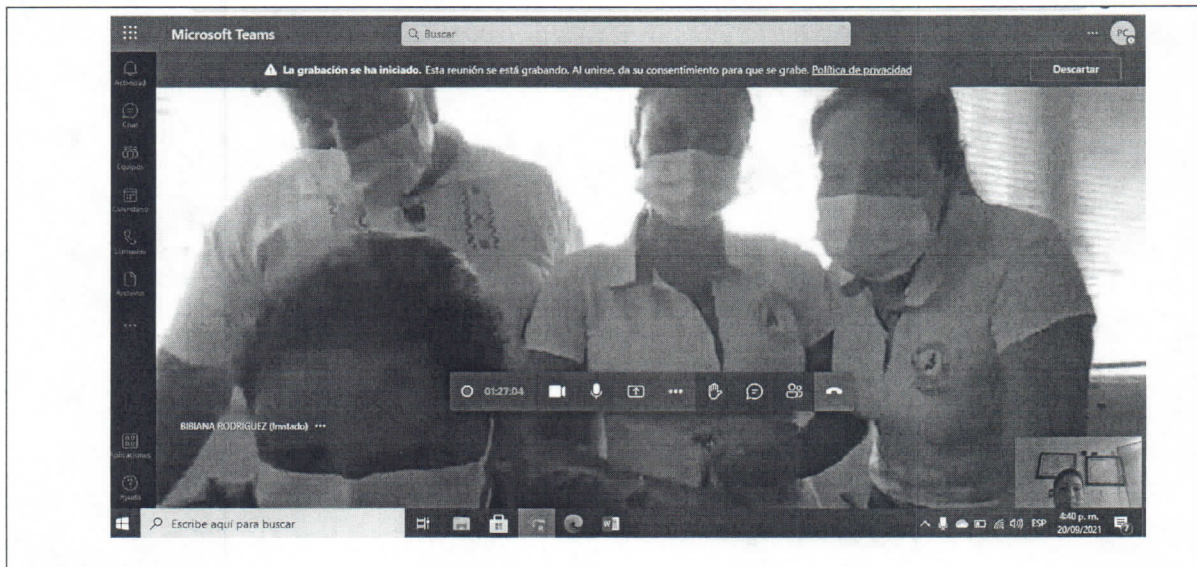 Microsoft Teams
Buscar
PC
La grabación se ha iniciado. Esta reunión se está grabando. Al unirse, da su consentimiento para que se grabe. Política de privacidad
Descartar
Actividad
Chat
Equipos
Calendario
Llamadas
Archivos
01:27:04
BIBIANA RODRIGUEZ (Invitado)
Aplicaciones
Ayuda
Escribe aquí para buscar
ESP
4:40 p. m.
20/09/2021